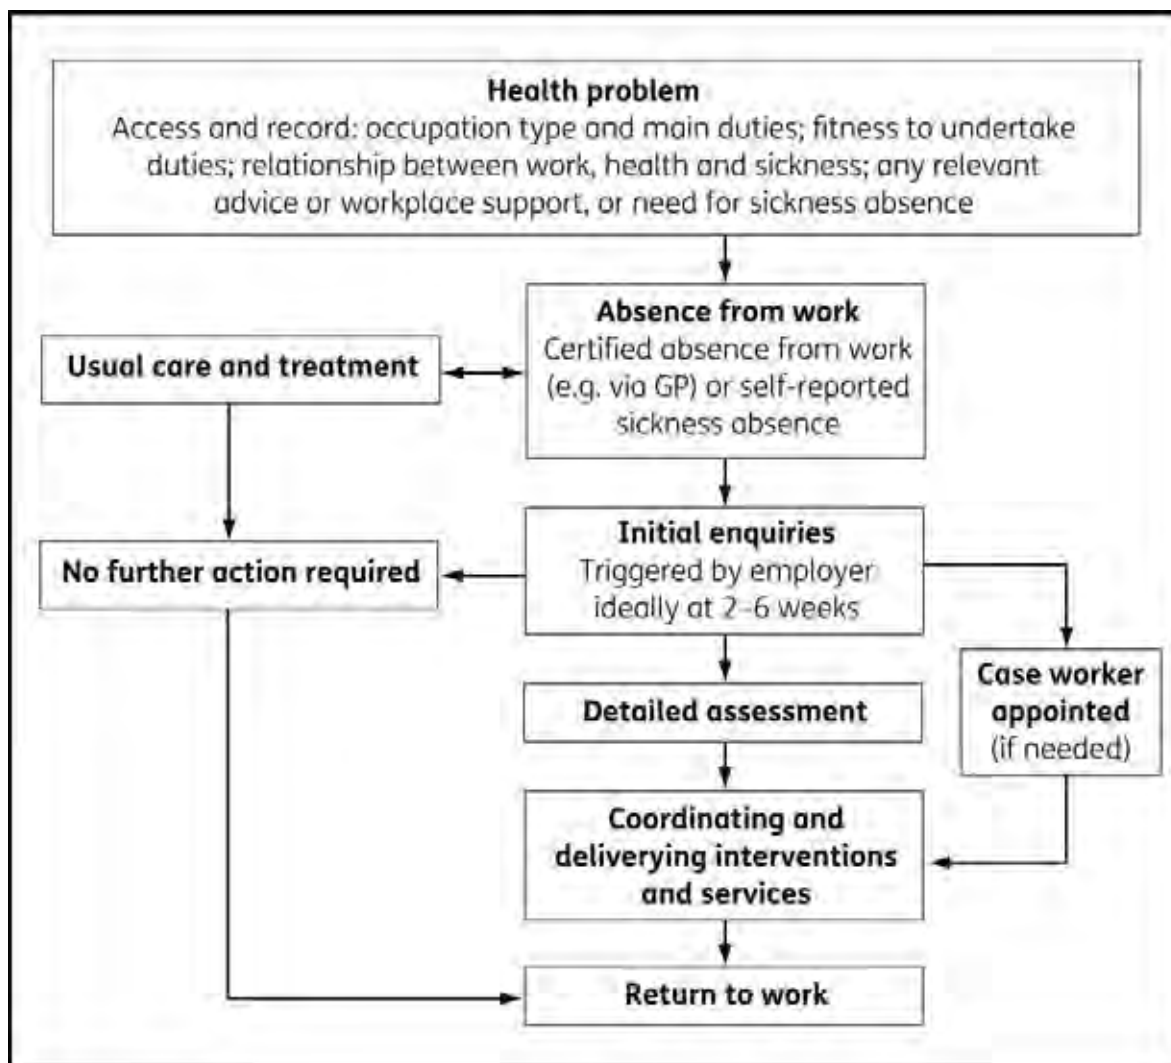 Health problem
Access and record: occupation type and main duties; fitness to undertake
duties; relationship between work, health and sickness; any relevant
advice or workplace support, or need for sickness absence
Absence from work
Certified absence from work
(e.g. via GP) or self-reported
sickness absence
Usual care and treatment
Initial enquiries
Triggered by employer
ideally at 2–6 weeks
No further action required
Case worker
appointed
(if needed)
Detailed assessment
Coordinating and
deliverying interventions
and services
Return to work